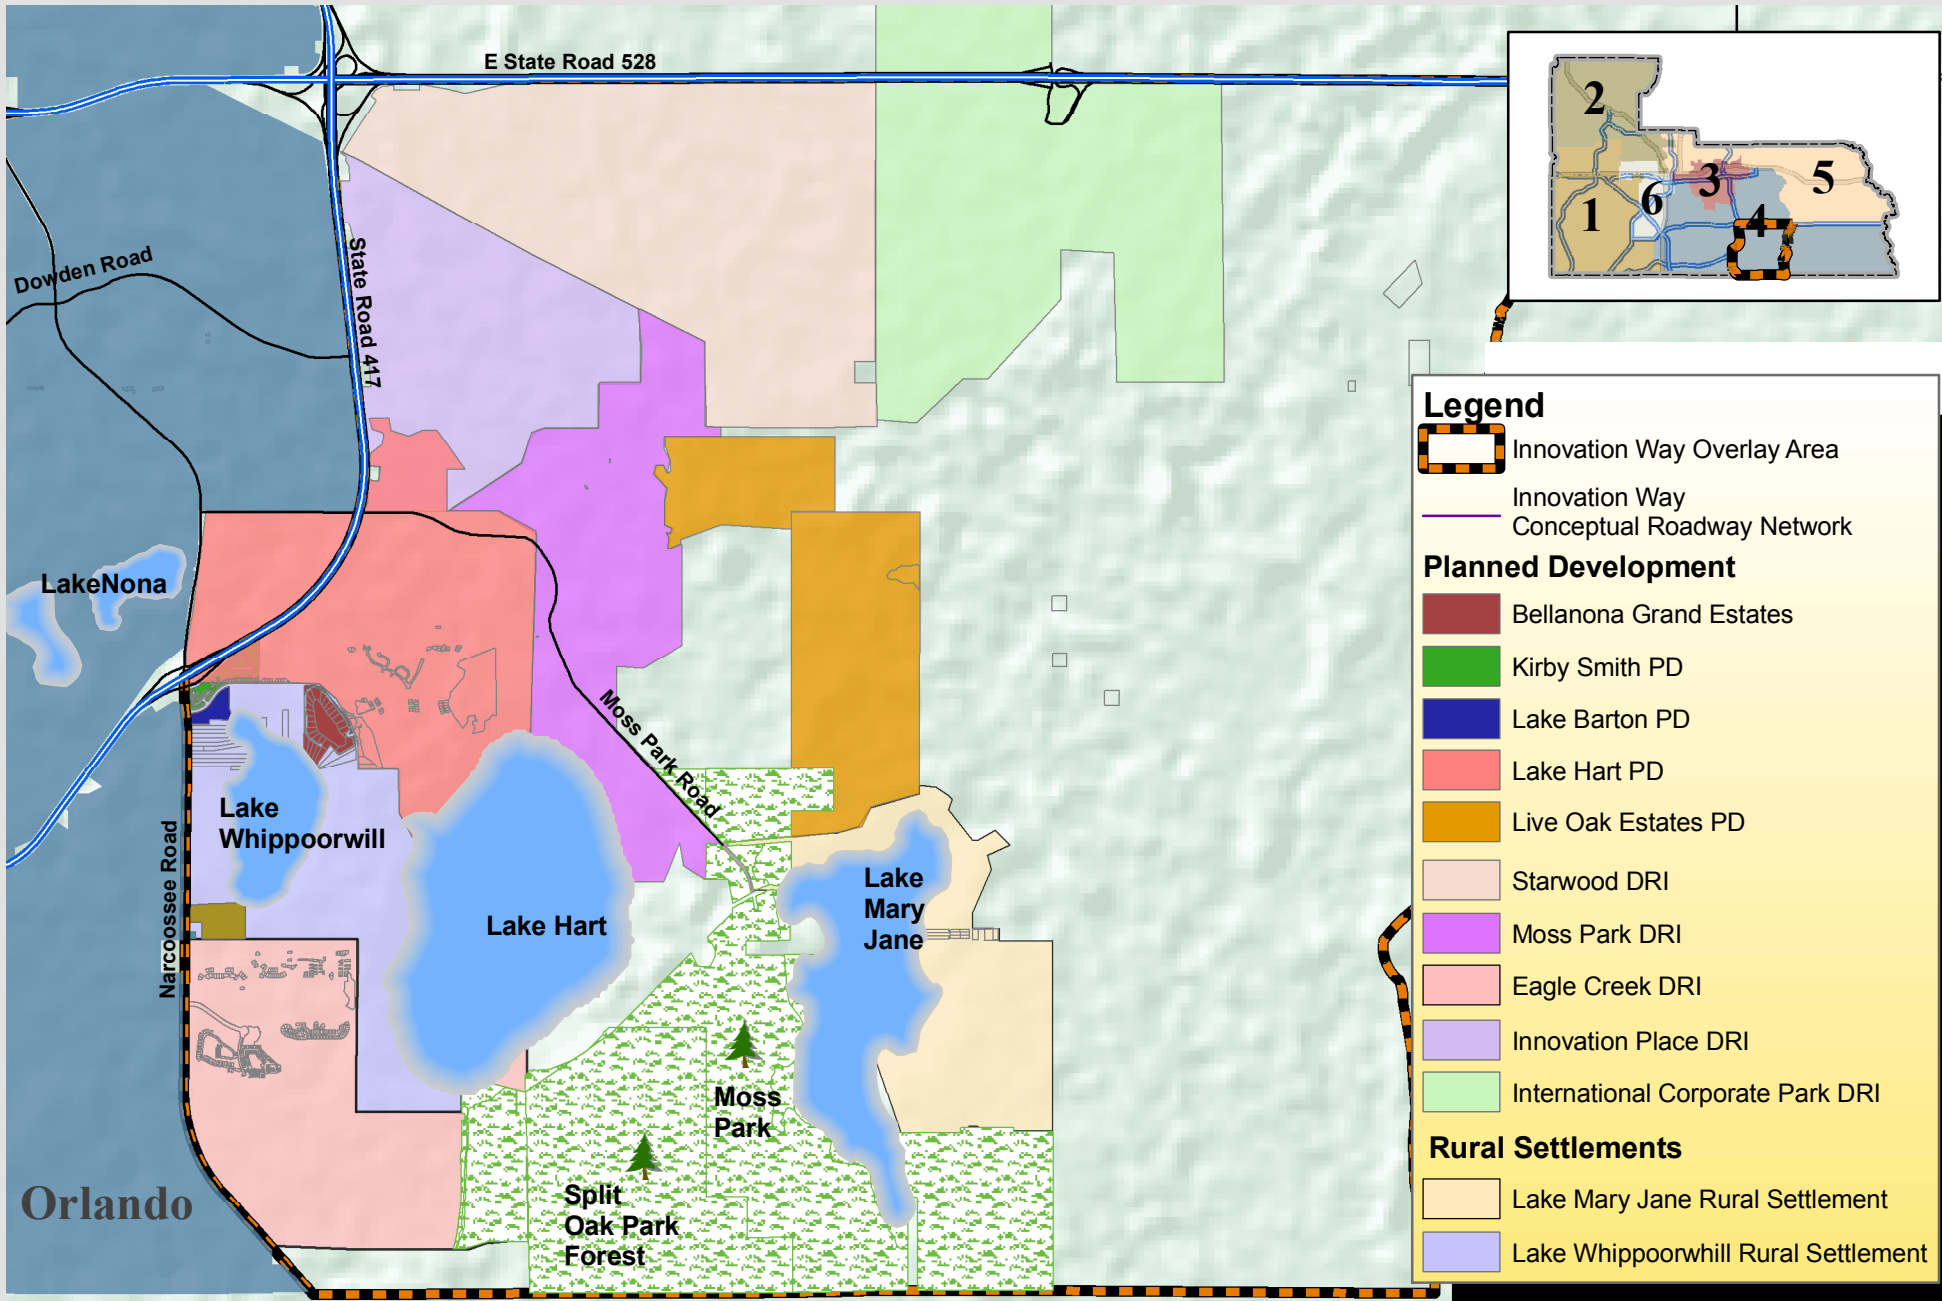 E State Road 528
State Road 417
Dowden Road
LakeNona
Moss Park Road
Lake
Whippoorwill
Narcoossee Road
Lake Hart
Lake
Mary
Jane
Moss
Park
Split
Oak Park
Forest
Orlando
2
3
5
6
1
4
Legend
Innovation Way Overlay Area
Innovation Way
Conceptual Roadway Network
Planned Development
Bellanona Grand Estates
Kirby Smith PD
Lake Barton PD
Lake Hart PD
Live Oak Estates PD
Starwood DRI
Moss Park DRI
Eagle Creek DRI
Innovation Place DRI
International Corporate Park DRI
Rural Settlements
Lake Mary Jane Rural Settlement
Lake Whippoorwhill Rural Settlement